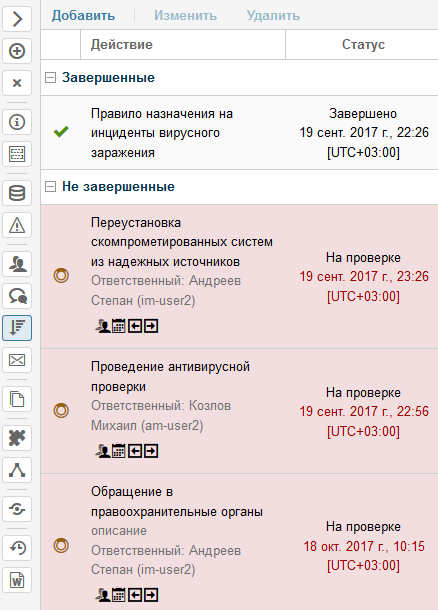 Добавить Изменить Удалить
Действие Статус
Завершенные
Правило назначения на
инциденты вирусного
заражения
Завершено
19 сент. 2017 г., 22:26
[UTC+03:00]
Не завершенные
Переустановка
скомпрометированных систем
из надежных источников
Ответственный: Андреев
Степан (im-user2)
На проверке
19 сент. 2017 г., 23:26
[UTC+03:00]
Проведение антивирусной
проверки
Ответственный: Козлов
Михаил (am-user2)
На проверке
19 сент. 2017 г., 22:56
[UTC+03:00]
Обращение в
правоохранительные органы
описание
Ответственный: Андреев
Степан (im-user2)
На проверке
18 окт. 2017 г., 10:15
[UTC+03:00]